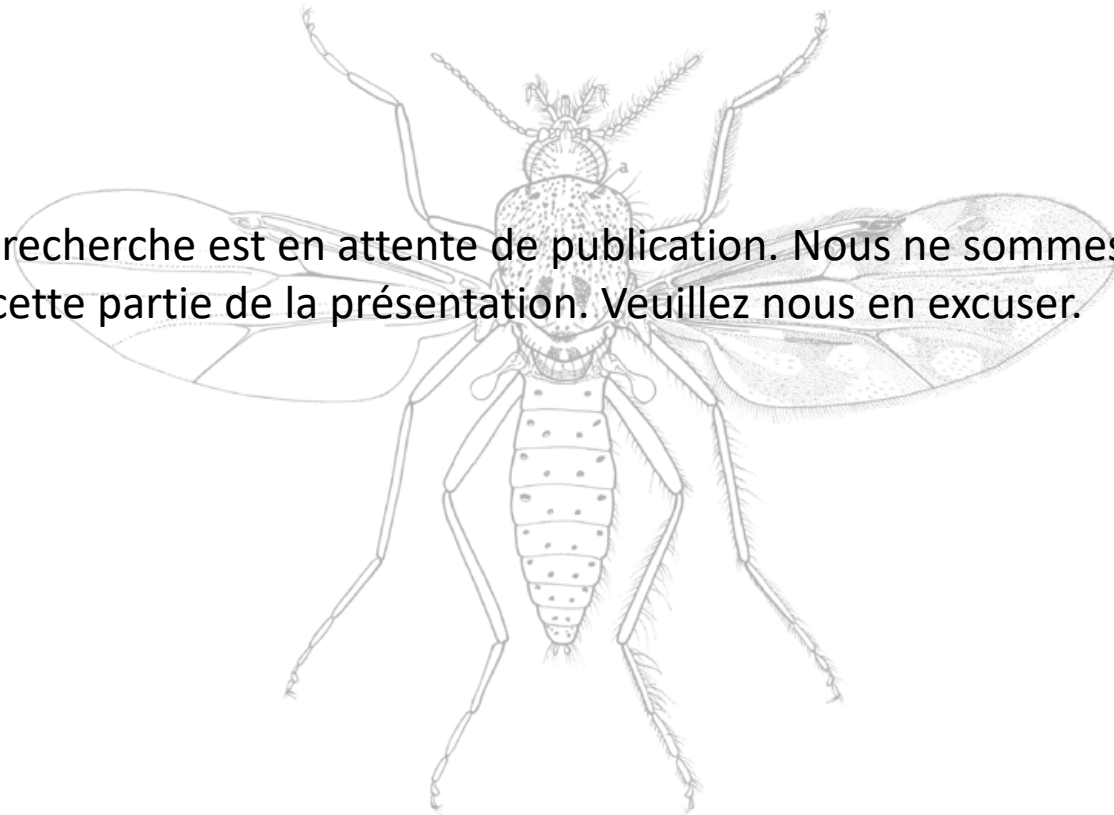 recherche est en attente de publication. Nous ne sommes
cette partie de la présentation. Veuillez nous en excuser.
a